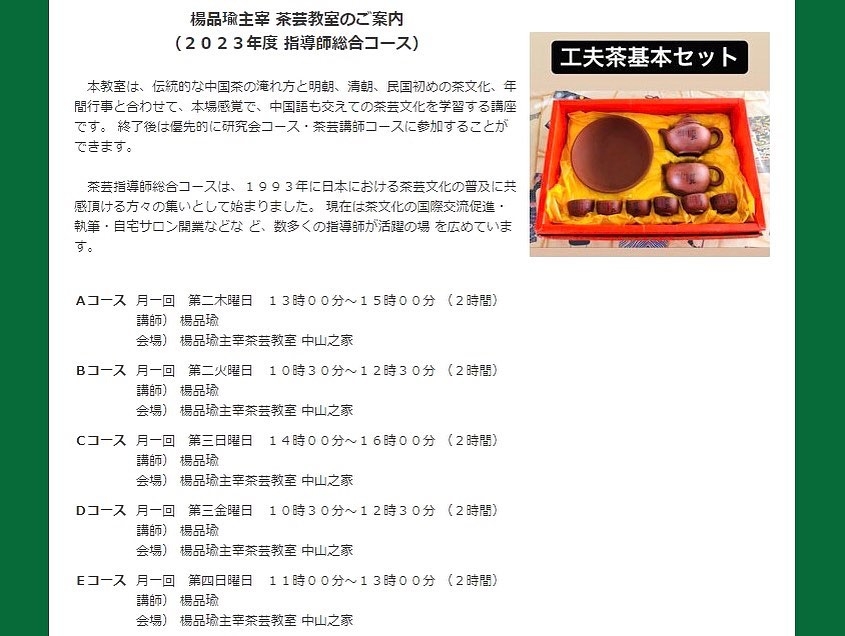 楊品瑜主宰 茶芸教室のご案内
（２０２３年度 指導師総合コース）
工夫茶基本セット
本教室は、伝統的な中国茶の淹れ方と明朝、清朝、民国初めの茶文化、年
間行事と合わせて、本場感覚で、中国語も交えての茶芸文化を学習する講座
です。 終了後は優先的に研究会コース・茶芸講師コースに参加することが
できます。
茶芸指導師総合コースは、１９９３年に日本における茶芸文化の普及に共
感頂ける方々の集いとして始まりました。 現在は茶文化の国際交流促進・
執筆・自宅サロン開業などな ど、数多くの指導師が活躍の場 を広めていま
す。
Aコース 月一回 第二木曜日 １３時００分～１５時００分 （２時間）
講師） 楊品瑜
会場） 楊品瑜主宰茶芸教室 中山之家
Bコース 月一回 第二火曜日 １０時３０分～１２時３０分 （２時間）
講師） 楊品瑜
会場） 楊品瑜主宰茶芸教室 中山之家
Cコース 月一回 第三日曜日 １４時００分～１６時００分 （２時間）
講師） 楊品瑜
会場） 楊品瑜主宰茶芸教室 中山之家
Dコース 月一回 第三金曜日 １０時３０分～１２時３０分 （２時間）
講師） 楊品瑜
会場） 楊品瑜主宰茶芸教室 中山之家
Eコース 月一回 第四日曜日 １１時００分～１３時００分 （２時間）
講師） 楊品瑜
会場） 楊品瑜主宰茶芸教室 中山之家